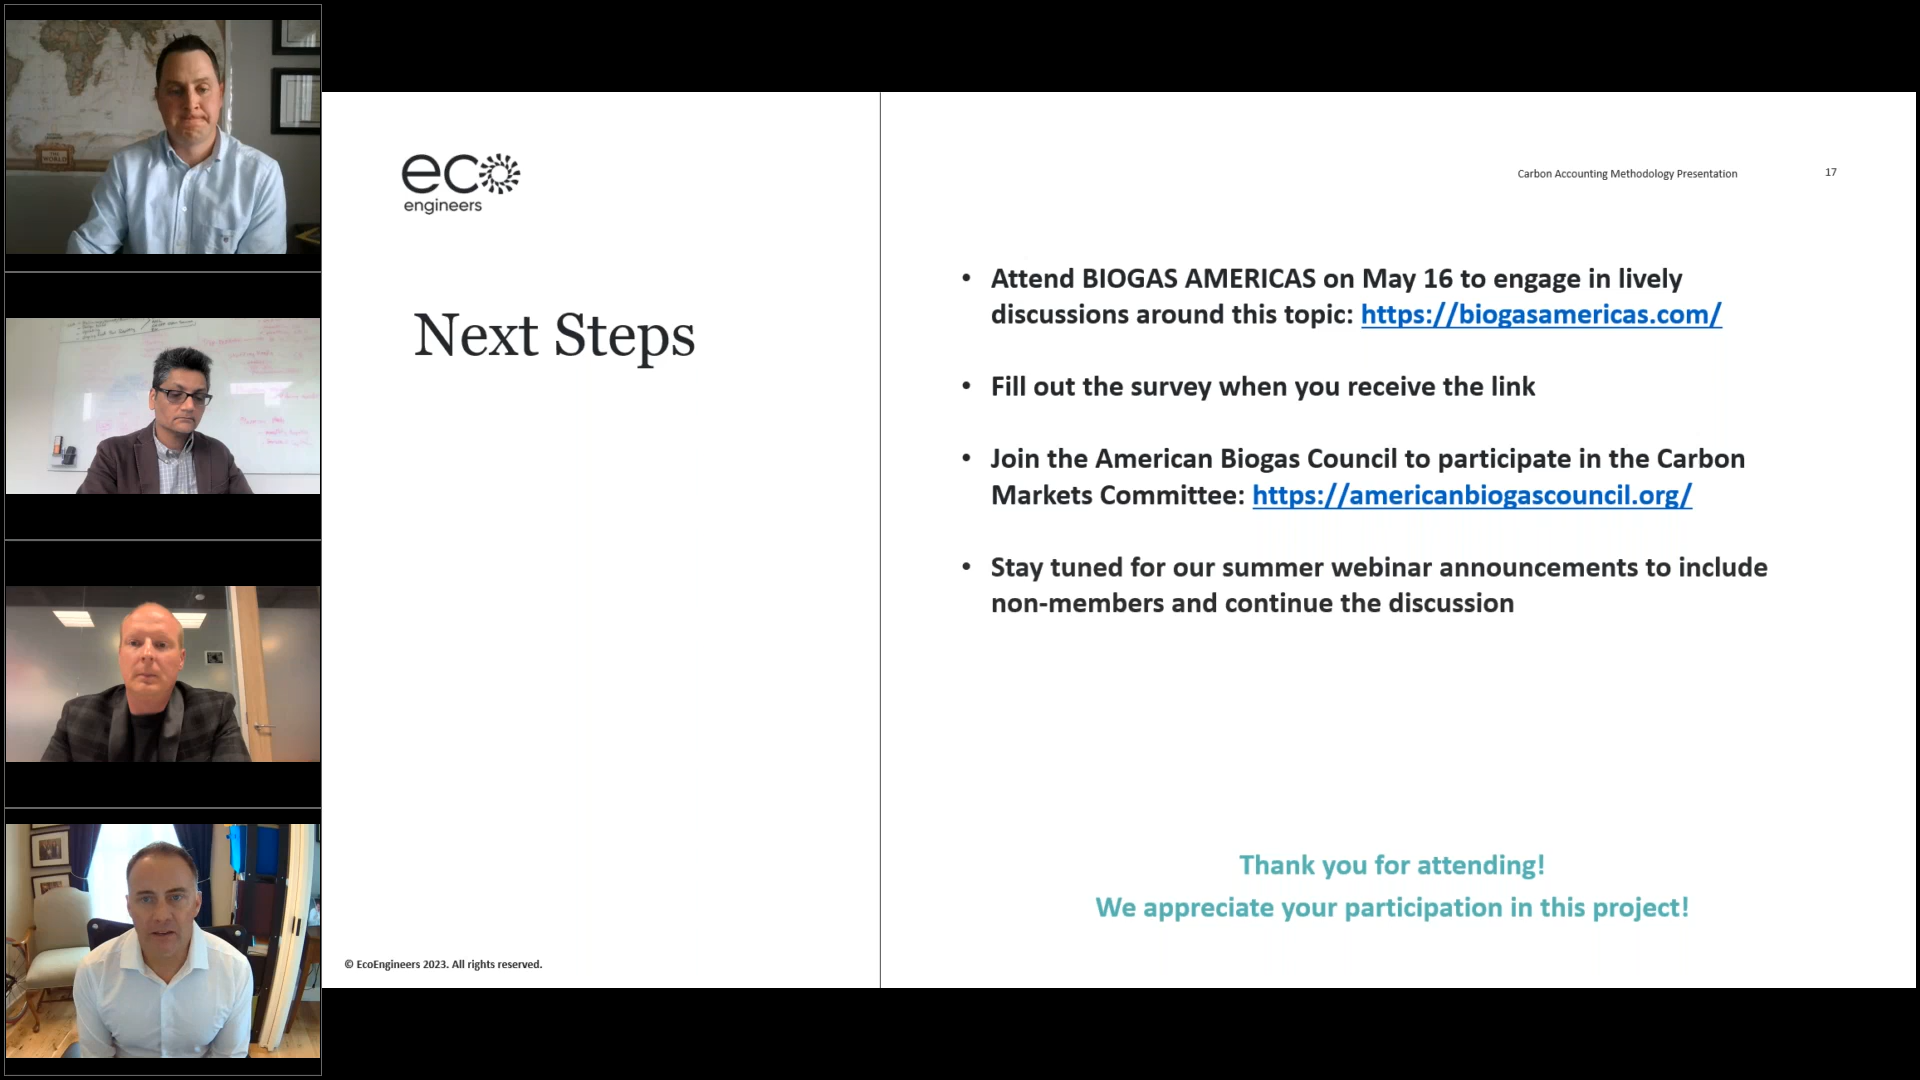 eco
engineers
Carbon Accounting Methodology Presentation 17
Next Steps
• Attend BIOGAS AMERICAS on May 16 to engage in lively
discussions around this topic: https://biogasamericas.com/
• Fill out the survey when you receive the link
• Join the American Biogas Council to participate in the Carbon
Markets Committee: https://americanbiogascouncil.org/
• Stay tuned for our summer webinar announcements to include
non-members and continue the discussion
Thank you for attending!
We appreciate your participation in this project!
© EcoEngineers 2023. All rights reserved.